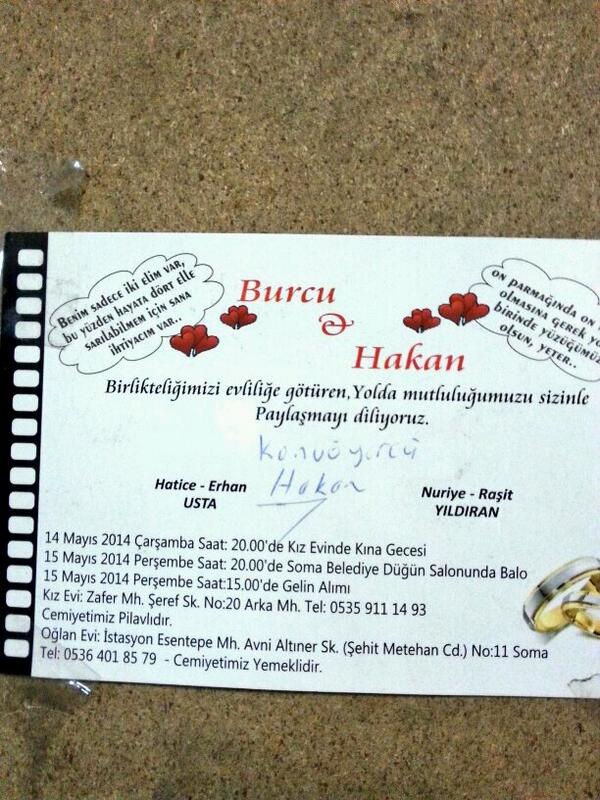 Benim sadece iki elim var,
bu yüzden hayata dört elle
sarılabilmem için sana
ihtiyacım var..
Burcu
&
Hakan
on parmağında on
olmasına gerek yo
birinde yüzüğümüz
olsun, yeter..
Birlikteliğimizi evliliğe götüren,Yolda mutluluğumuzu sizinle
Paylaşmayı diliyoruz.
Konvöyürcü
Hakan
Hatice - Erhan
USTA
Nuriye - Raşit
YILDIRAN
14 Mayıs 2014 Çarşamba Saat: 20.00'de Kız Evinde Kına Gecesi
15 Mayıs 2014 Perşembe Saat: 20.00'de Soma Belediye Düğün Salonunda Balo
15 Mayıs 2014 Perşembe Saat:15.00'de Gelin Alımı
Kız Evi: Zafer Mh. Şeref Sk. No:20 Arka Mh. Tel: 0535 911 14 93
Cemiyetimiz Pilavlıdır.
Oğlan Evi: İstasyon Esentepe Mh. Avni Altıner Sk. (Şehit Metehan Cd.) No:11 Soma
Tel: 0536 401 85 79 - Cemiyetimiz Yemeklidir.